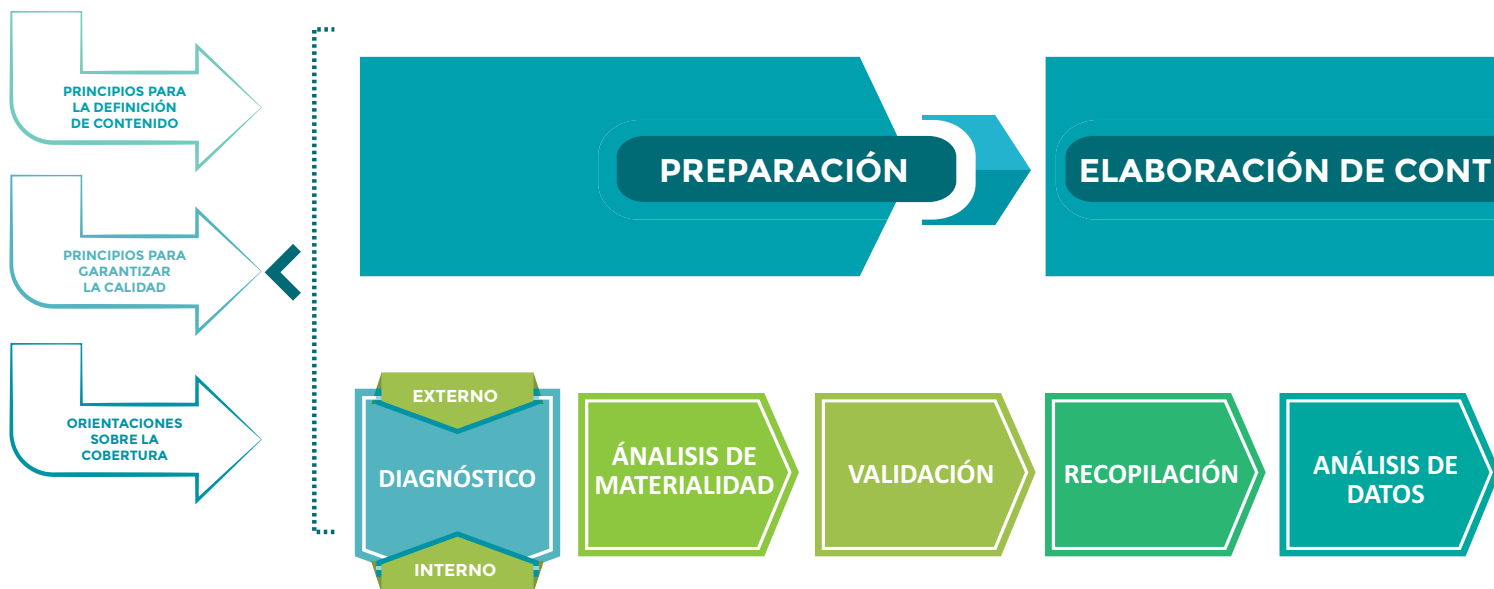 PRINCIPIOS PARA
LA DEFINICIÓN
DE CONTENIDO
PRINCIPIOS PARA
GARANTIZAR
LA CALIDAD
ORIENTACIONES
SOBRE LA
COBERTURA
PREPARACIÓN
ELABORACIÓN DE CONT
EXTERNO
DIAGNÓSTICO
INTERNO
ÁNALISIS DE
MATERIALIDAD
VALIDACIÓN
RECOPILACIÓN
ANÁLISIS DE
DATOS